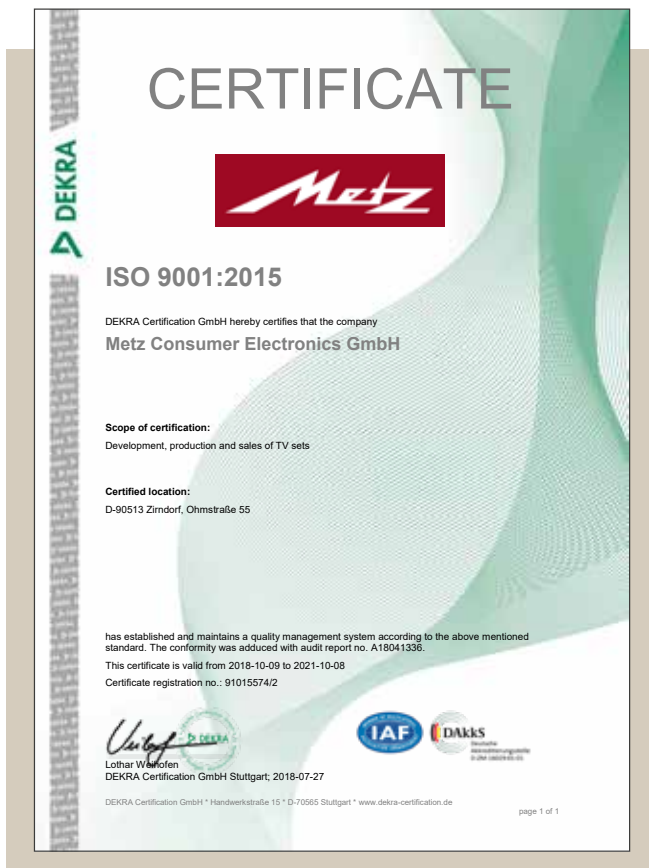 CERTIFICATE
DEKRA
Metz
ISO 9001:2015
DEKRA Certification GmbH hereby certifies that the company
Metz Consumer Electronics GmbH
Scope of certification:
Development, production and sales of TV sets
Certified location:
D-90513 Zirndorf, Ohmstraße 55
has established and maintains a quality management system according to the above mentioned
standard. The conformity was adduced with audit report no. A18041336.
This certificate is valid from 2018-10-09 to 2021-10-08
Certificate registration no.: 91015574/2
DEKRA
IAF
DAkkS
Deutsche
Akkreditierungsstelle
Lothar Weihofen
DEKRA Certification GmbH Stuttgart; 2018-07-27
DEKRA Certification GmbH * Handwerkstraße 15 * D-70565 Stuttgart * www.dekra-certification.de
page 1 of 1